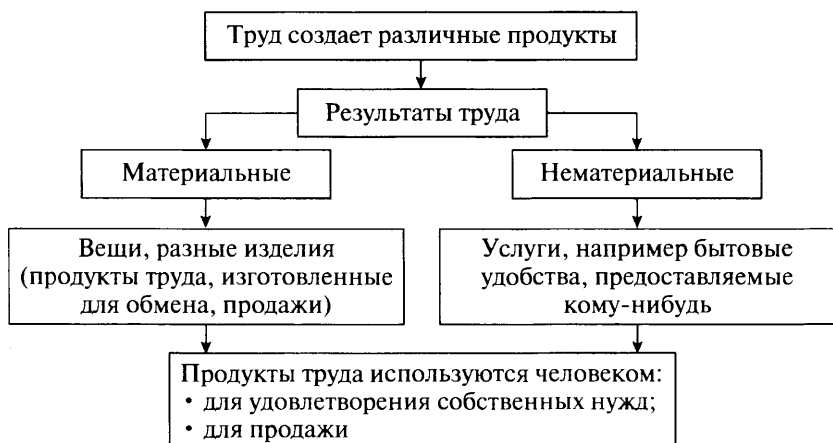 Труд создает различные продукты
Результаты труда
Материальные
Нематериальные
Вещи, разные изделия
(продукты труда, изготовленные
для обмена, продажи)
Услуги, например бытовые
удобства, предоставляемые
кому-нибудь
Продукты труда используются человеком:
• для удовлетворения собственных нужд;
• для продажи